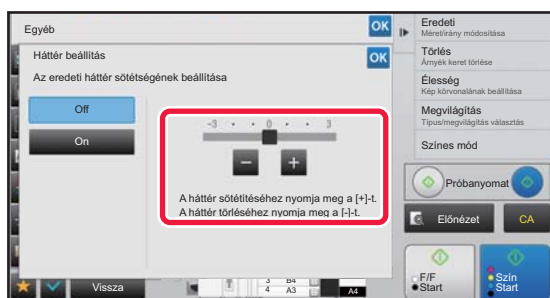 Egyéb
OK
Háttér beállítás
OK
Az eredeti háttér sötétségének beállítása
Off
On
-3 • • 0 • • 3
A háttér sötétítéséhez nyomja meg a [+]-t.
A háttér törléséhez nyomja meg a [-]-t.
Vissza
3 B4
4 A3
A4
Eredeti
Méret/irány módosítása
Törlés
Árnyék keret törlése
Élesség
Kép körvonalának beállítása
Megvilágítás
Típus/megvilágítás választás
Színes mód
Próbanyomat
Előnézet
CA
F/F
Start
Szín
Start